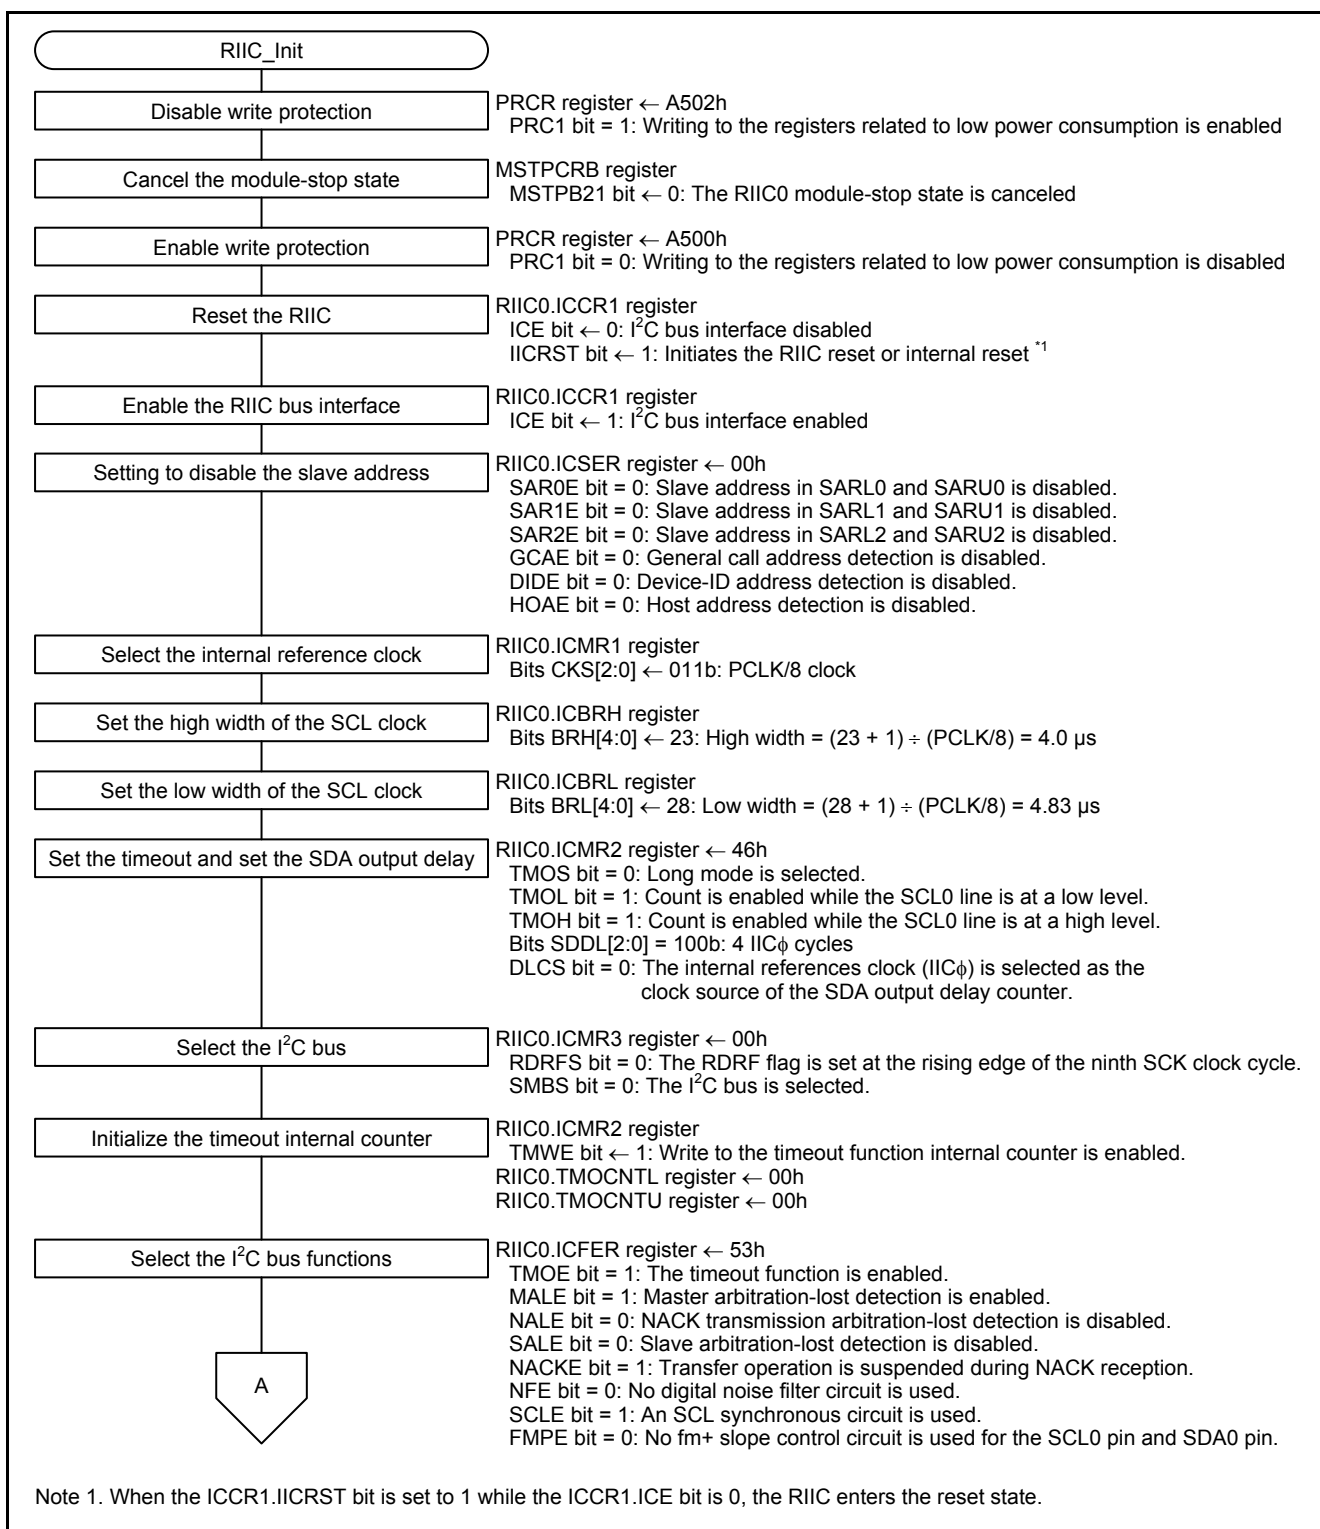 RIIC_Init
Disable write protection
PRCR register ← A502h
PRC1 bit = 1: Writing to the registers related to low power consumption is enabled
Cancel the module-stop state
MSTPCRB register
MSTPB21 bit ← 0: The RIIC0 module-stop state is canceled
Enable write protection
PRCR register ← A500h
PRC1 bit = 0: Writing to the registers related to low power consumption is disabled
Reset the RIIC
RIIC0.ICCR1 register
ICE bit ← 0: I²C bus interface disabled
IICRST bit ← 1: Initiates the RIIC reset or internal reset *1
Enable the RIIC bus interface
RIIC0.ICCR1 register
ICE bit ← 1: I²C bus interface enabled
Setting to disable the slave address
RIIC0.ICSER register ← 00h
SAR0E bit = 0: Slave address in SARL0 and SARU0 is disabled.
SAR1E bit = 0: Slave address in SARL1 and SARU1 is disabled.
SAR2E bit = 0: Slave address in SARL2 and SARU2 is disabled.
GCAE bit = 0: General call address detection is disabled.
DIDE bit = 0: Device-ID address detection is disabled.
HOAE bit = 0: Host address detection is disabled.
Select the internal reference clock
RIIC0.ICMR1 register
Bits CKS[2:0] ← 011b: PCLK/8 clock
Set the high width of the SCL clock
RIIC0.ICBRH register
Bits BRH[4:0] ← 23: High width = (23 + 1) ÷ (PCLK/8) = 4.0 µs
Set the low width of the SCL clock
RIIC0.ICBRL register
Bits BRL[4:0] ← 28: Low width = (28 + 1) ÷ (PCLK/8) = 4.83 µs
Set the timeout and set the SDA output delay
RIIC0.ICMR2 register ← 46h
TMOS bit = 0: Long mode is selected.
TMOL bit = 1: Count is enabled while the SCL0 line is at a low level.
TMOH bit = 1: Count is enabled while the SCL0 line is at a high level.
Bits SDDL[2:0] = 100b: 4 IICϕ cycles
DLCS bit = 0: The internal references clock (IICϕ) is selected as the
clock source of the SDA output delay counter.
Select the I²C bus
RIIC0.ICMR3 register ← 00h
RDRFS bit = 0: The RDRF flag is set at the rising edge of the ninth SCK clock cycle.
SMBS bit = 0: The I²C bus is selected.
Initialize the timeout internal counter
RIIC0.ICMR2 register
TMWE bit ← 1: Write to the timeout function internal counter is enabled.
RIIC0.TMOCNTL register ← 00h
RIIC0.TMOCNTU register ← 00h
Select the I²C bus functions
RIIC0.ICFER register ← 53h
TMOE bit = 1: The timeout function is enabled.
MALE bit = 1: Master arbitration-lost detection is enabled.
NALE bit = 0: NACK transmission arbitration-lost detection is disabled.
SALE bit = 0: Slave arbitration-lost detection is disabled.
NACKE bit = 1: Transfer operation is suspended during NACK reception.
NFE bit = 0: No digital noise filter circuit is used.
SCLE bit = 1: An SCL synchronous circuit is used.
FMPE bit = 0: No fm+ slope control circuit is used for the SCL0 pin and SDA0 pin.
A
Note 1. When the ICCR1.IICRST bit is set to 1 while the ICCR1.ICE bit is 0, the RIIC enters the reset state.